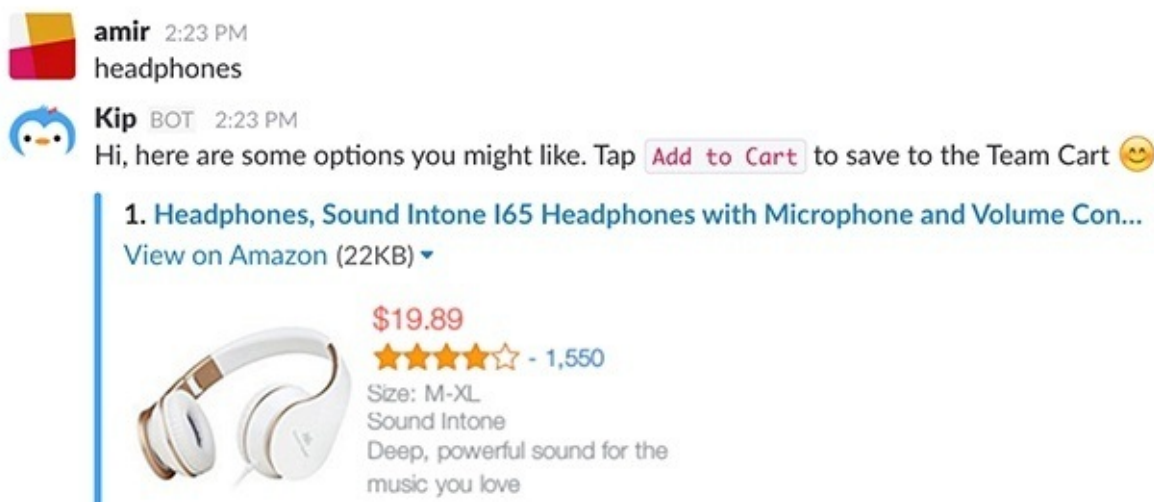 amir 2:23 PM
headphones
Kip BOT 2:23 PM
Hi, here are some options you might like. Tap Add to Cart to save to the Team Cart 😊
1. Headphones, Sound Intone I65 Headphones with Microphone and Volume Con...
View on Amazon (22KB)
$19.89
- 1,550
Size: M-XL
Sound Intone
Deep, powerful sound for the
music you love